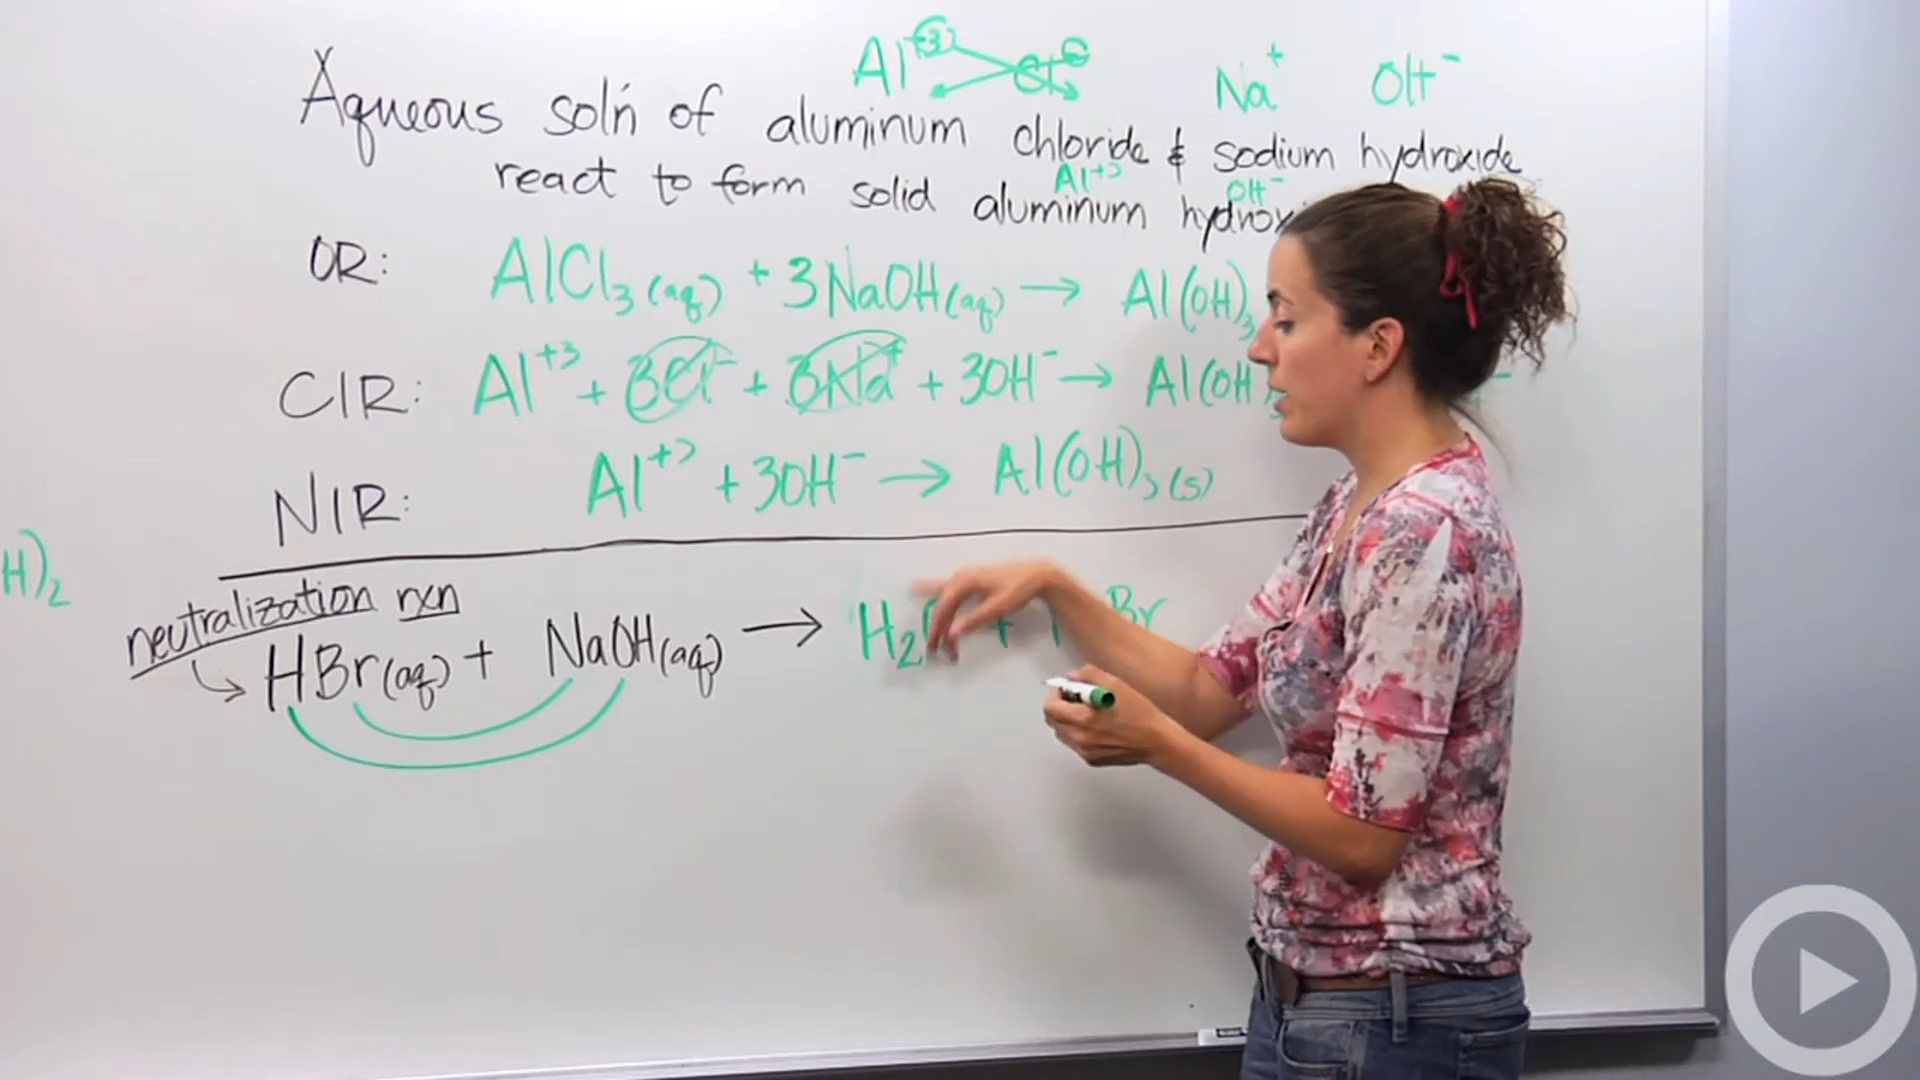 Al+3 Cl- Na+ OH-
Aqueous sol'n of aluminum chloride & sodium hydroxide
Al+3 OH-
react to form solid aluminum
OR: AlCl3(aq) + 3NaOH(aq) → Al(OH)3
CIR: Al+3 + 3Cl- + 3Na+ + 3OH- → Al(OH)
NIR: Al+3 + 3OH- → Al(OH)3(s)
H)2
neutralization rxn
HBr(aq) + NaOH(aq) → H2 + Br